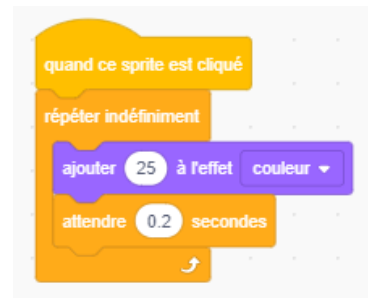 quand ce sprite est cliqué
répéter indéfiniment
ajouter 25 à l'effet couleur
attendre 0.2 secondes